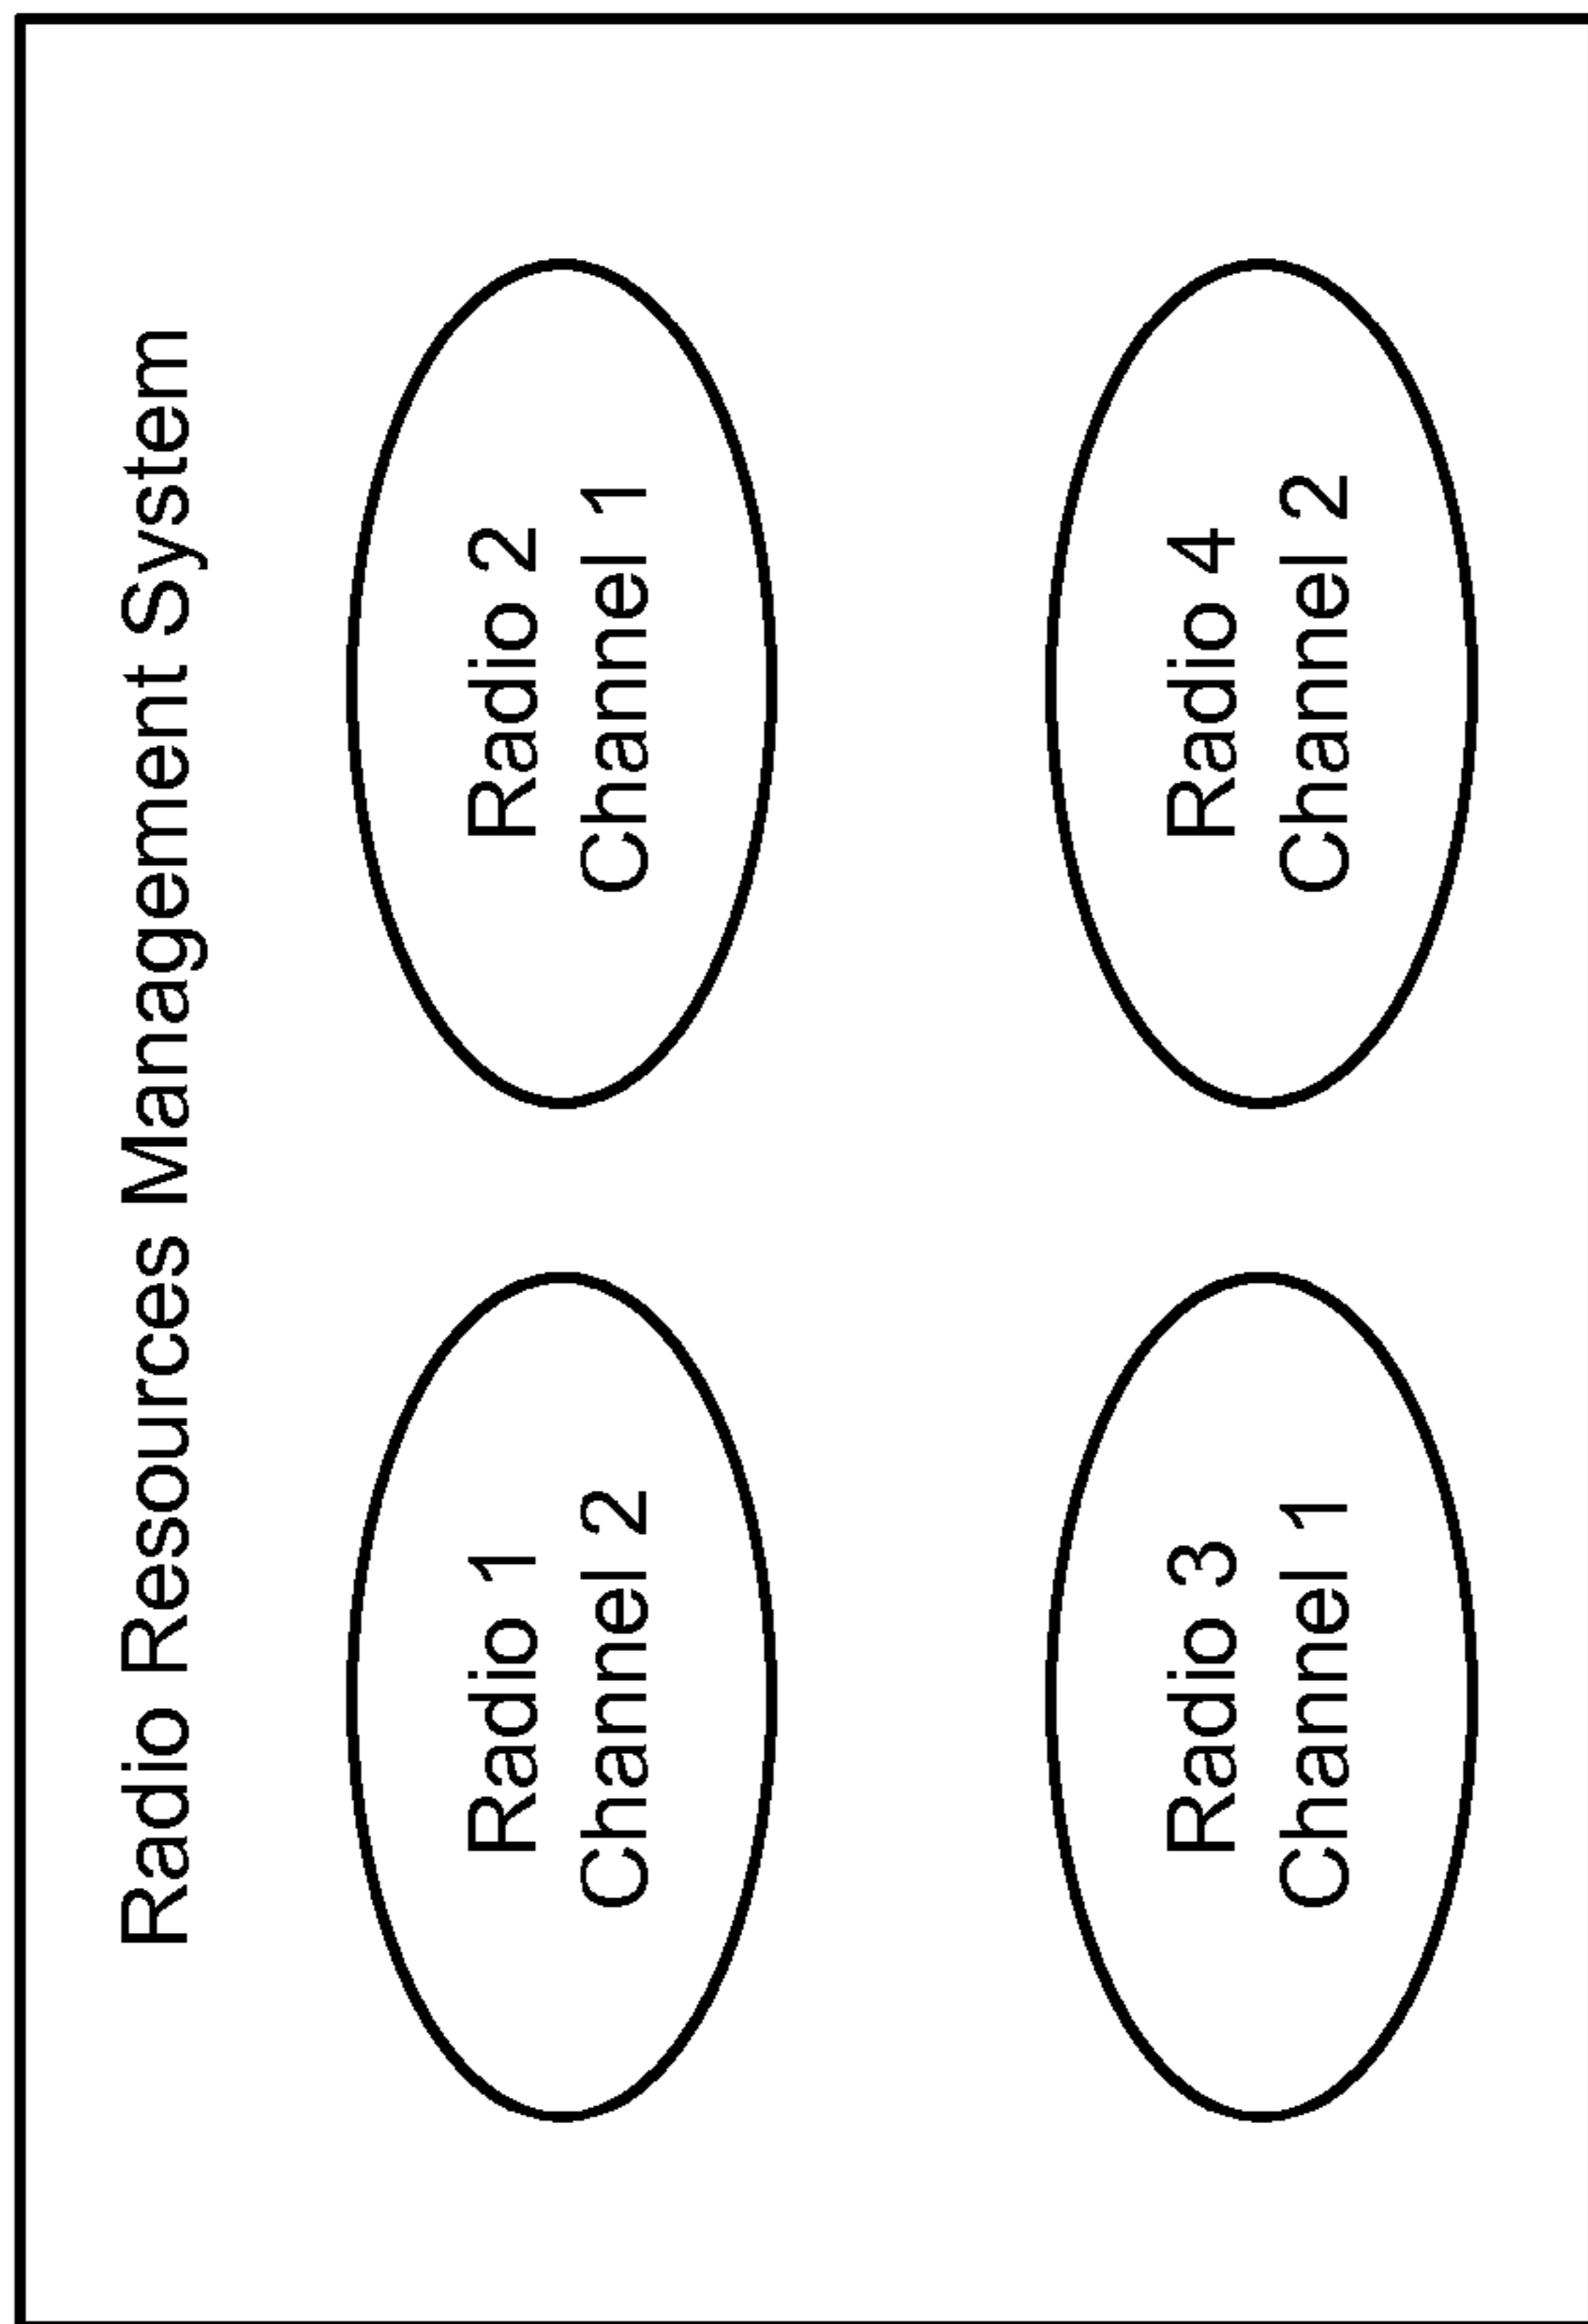 Radio Resources Management System
Radio 1
Channel 2
Radio 2
Channel 1
Radio 3
Channel 1
Radio 4
Channel 2